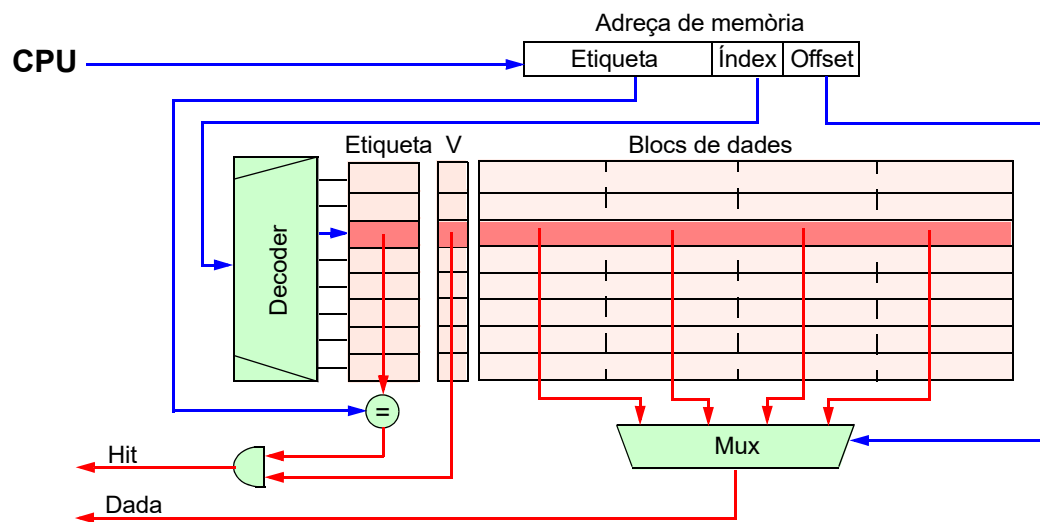 Adreça de memòria
CPU
Etiqueta Índex Offset
Etiqueta V Blocs de dades
Decoder
=
Mux
Hit
Dada